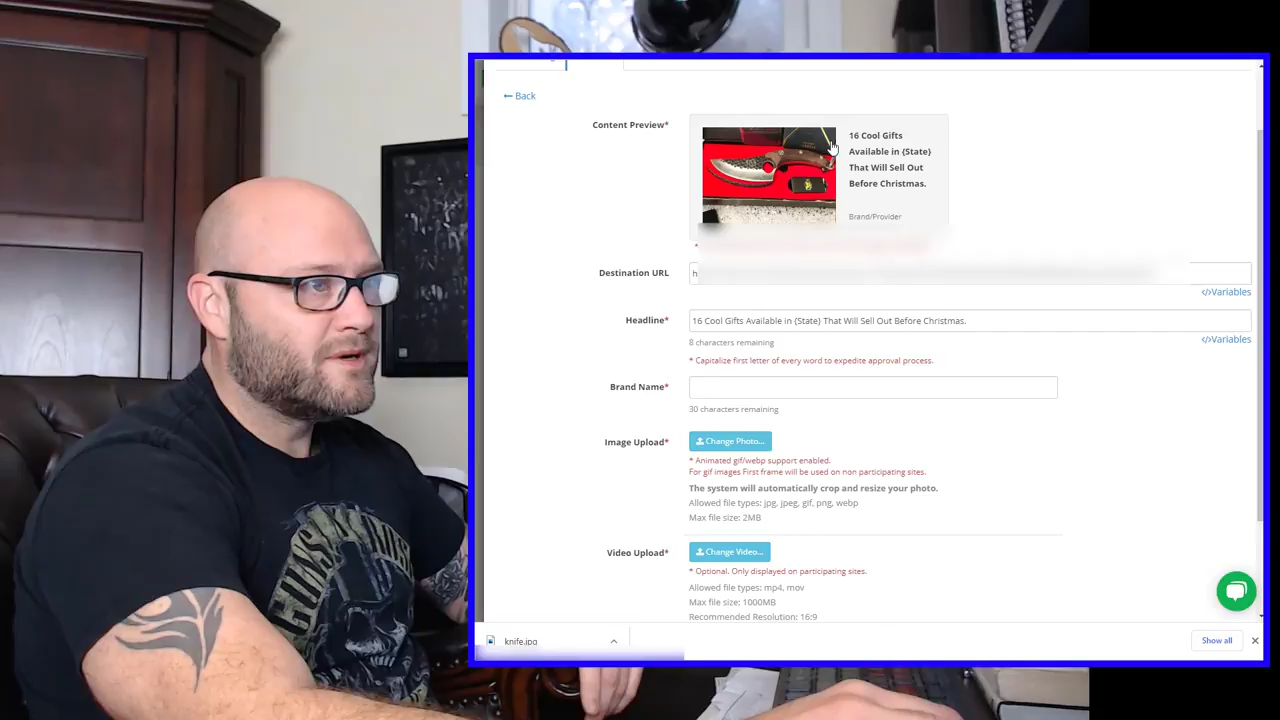 Back
Content Preview*
16 Cool Gifts
Available in {State}
That Will Sell Out
Before Christmas.
Brand/Provider
*
Destination URL
h
</>Variables
Headline*
16 Cool Gifts Available in {State} That Will Sell Out Before Christmas.
8 characters remaining
</>Variables
* Capitalize first letter of every word to expedite approval process.
Brand Name*
30 characters remaining
Image Upload*
Change Photo...
* Animated gif/webp support enabled.
For gif images First frame will be used on non participating sites.
The system will automatically crop and resize your photo.
Allowed file types: jpg, jpeg, gif, png, webp
Max file size: 2MB
Video Upload*
Change Video...
* Optional. Only displayed on participating sites.
Allowed file types: mp4, mov
Max file size: 1000MB
Recommended Resolution: 16:9
knife.jpg
Show all